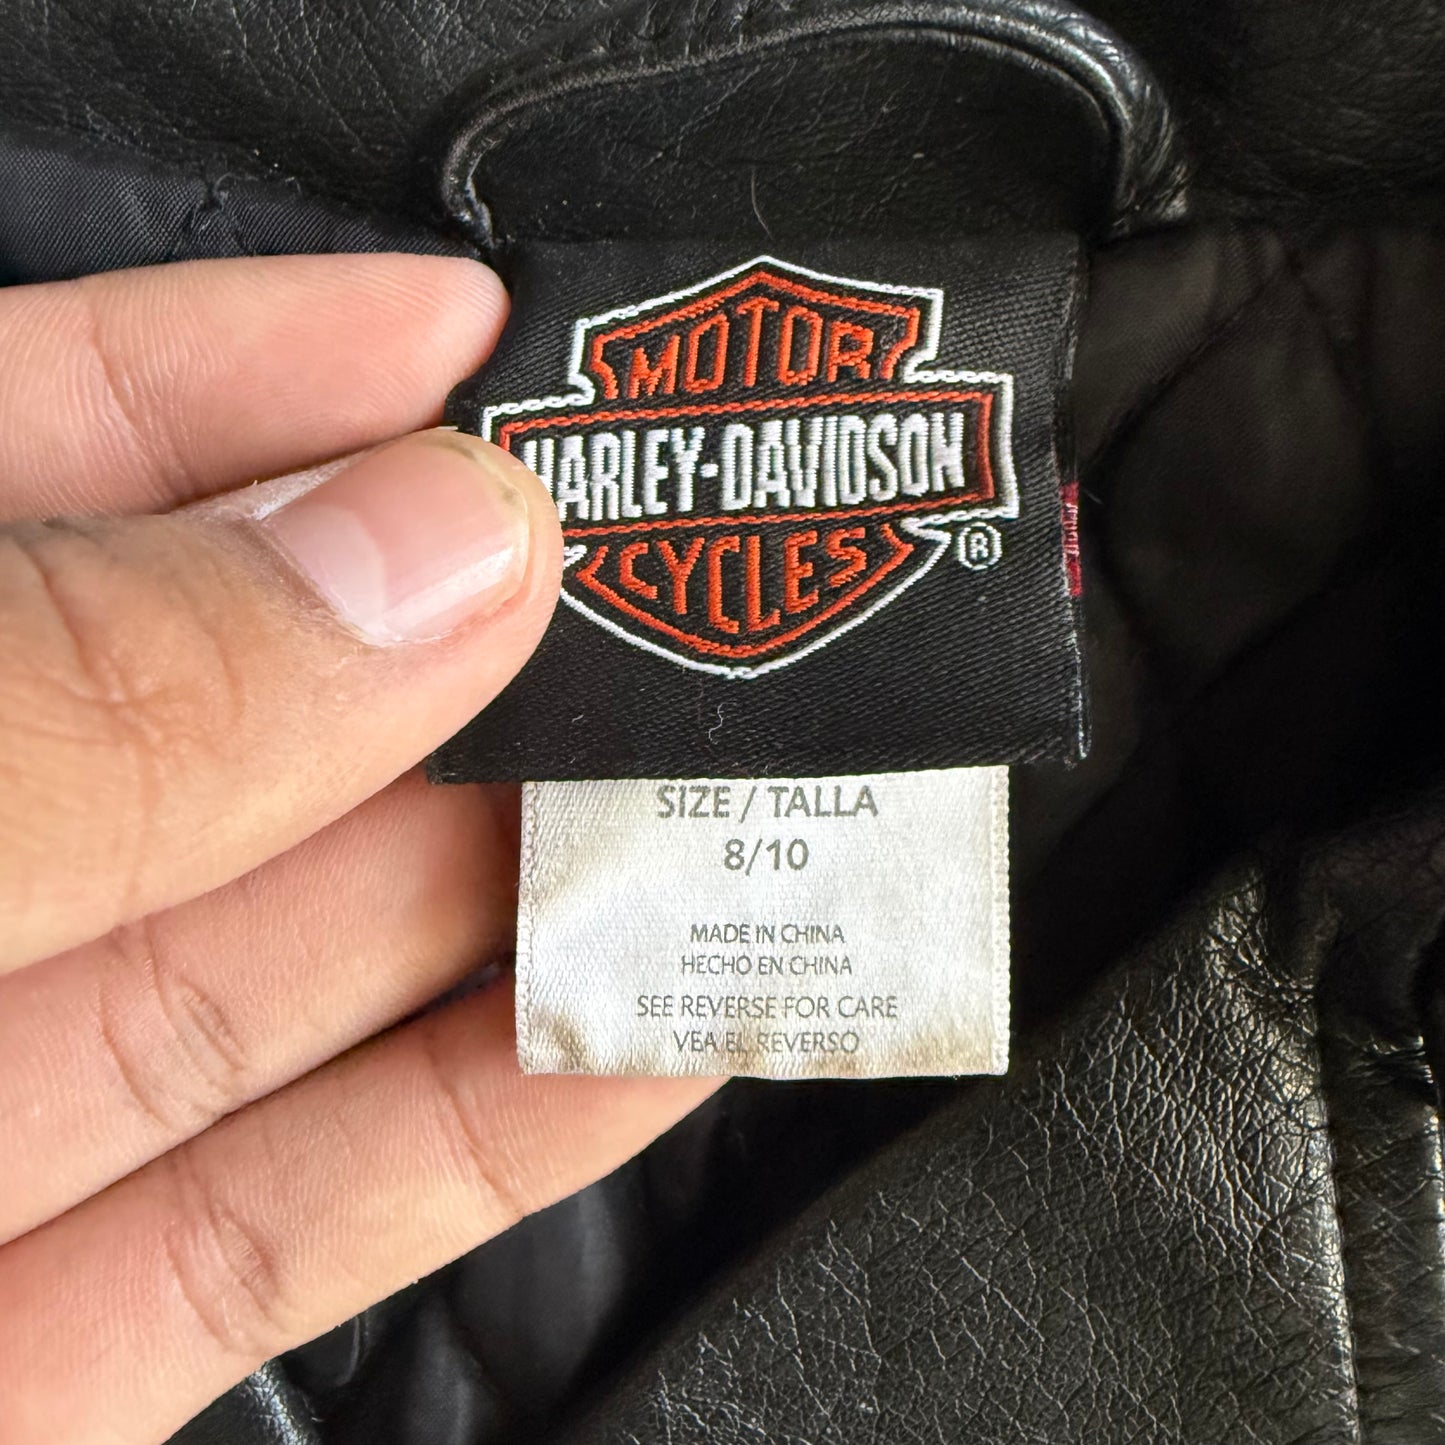 MOTOR
HARLEY-DAVIDSON
CYCLES
®
SIZE / TALLA
8/10
MADE IN CHINA
HECHO EN CHINA
SEE REVERSE FOR CARE
VEA EL REVERSO